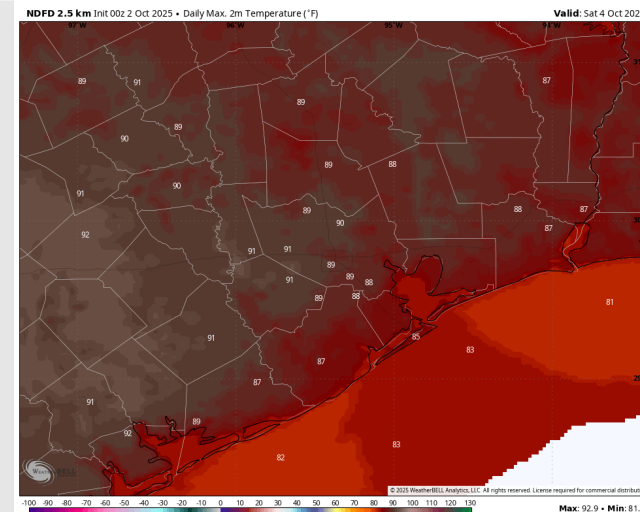 NDFD 2.5 km Init 00z 2 Oct 2025 • Daily Max. 2m Temperature (°F) Valid: Sat 4 Oct 202
97°W 96°W 95°W 94°W
31
89 91 87
89
90 89
89 88
91 90
89 88 87
90 87
92
91 91
89
91 89 88
89 88
81
91 85
83
87
29
87
91
89
92
83
82
WeatherBELL
© 2025 WeatherBELL Analytics, LLC. All rights reserved. License required for commercial distribution
-100 -90 -80 -70 -60 -50 -40 -30 -20 -10 0 10 20 30 40 50 60 70 80 90 100 110 120 130
Max: 92.9 • Min: 81.